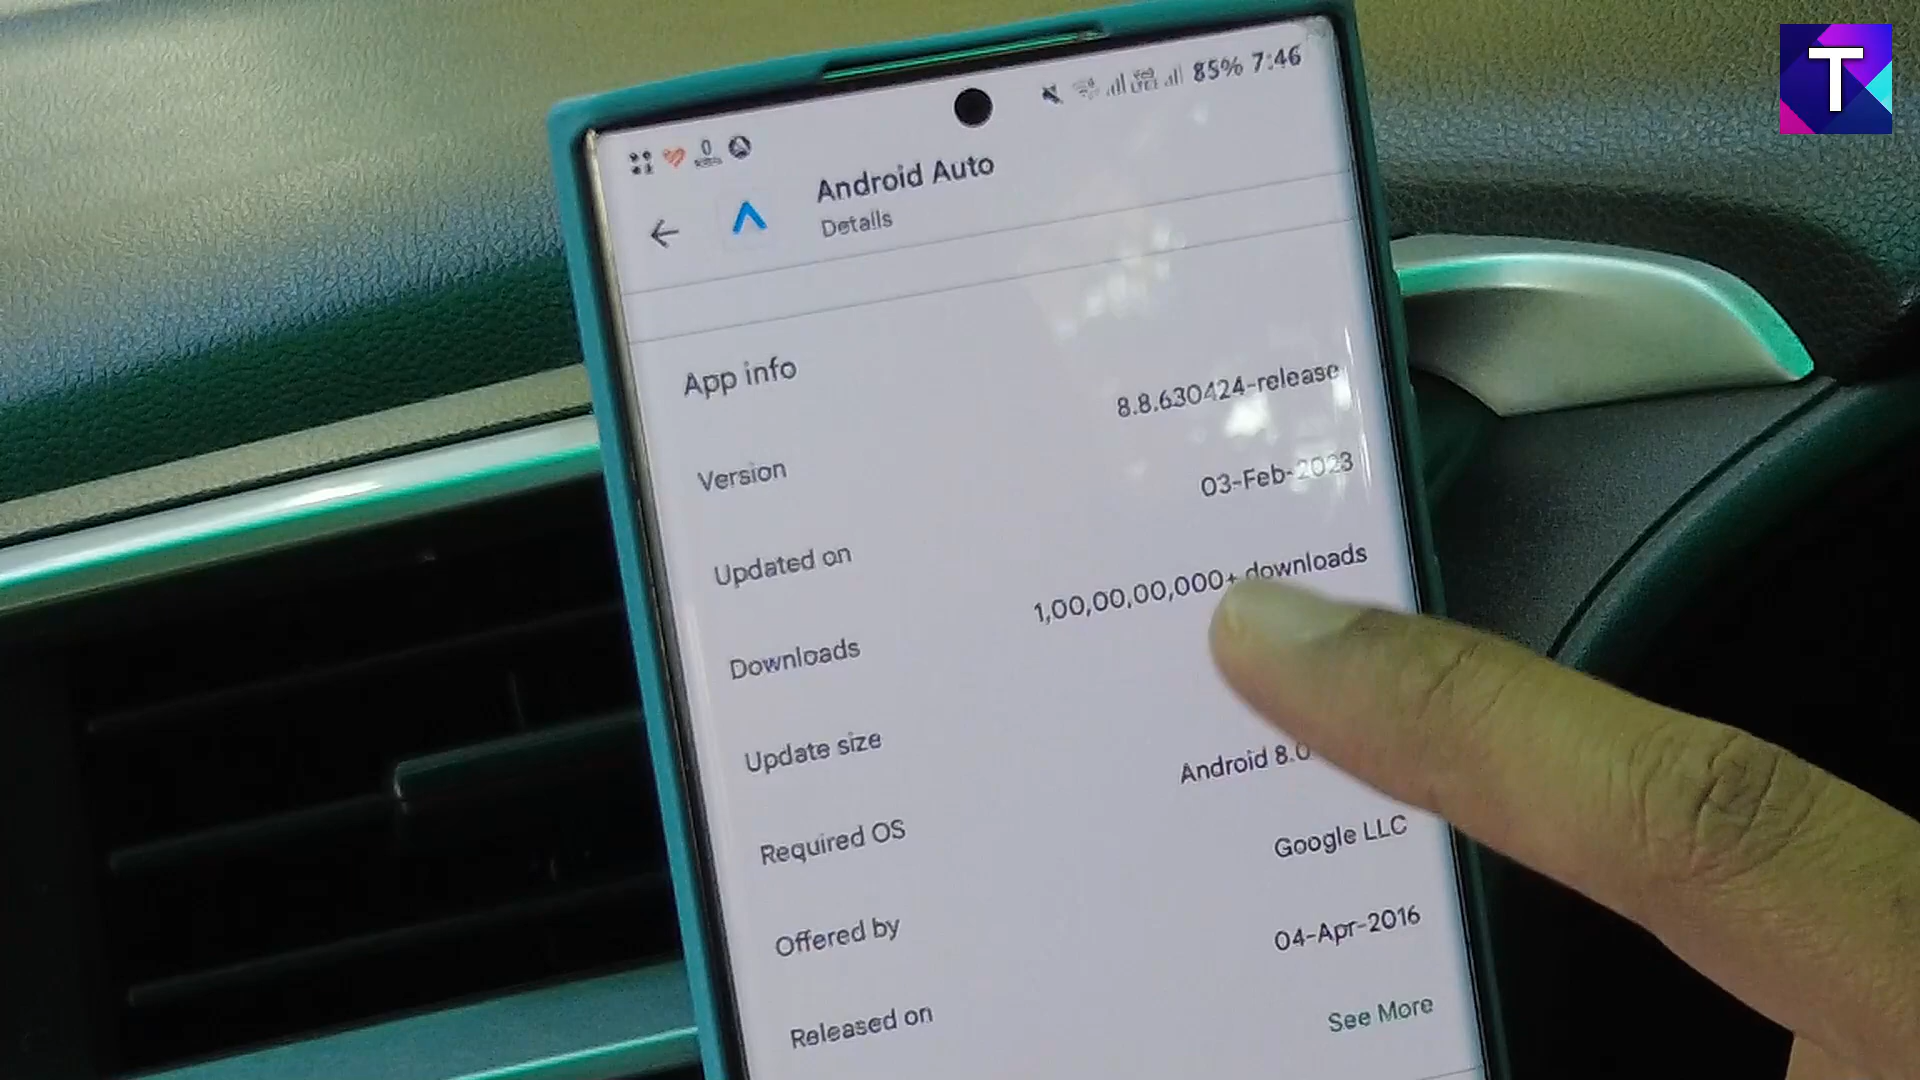 T
85% 7:46
0
Android Auto
Details
App info
Version 8.8.630424-release
Updated on 03-Feb-2023
Downloads 1,00,00,00,000+ downloads
Update size
Required OS Android 8.0
Offered by Google LLC
Released on 04-Apr-2016
See More